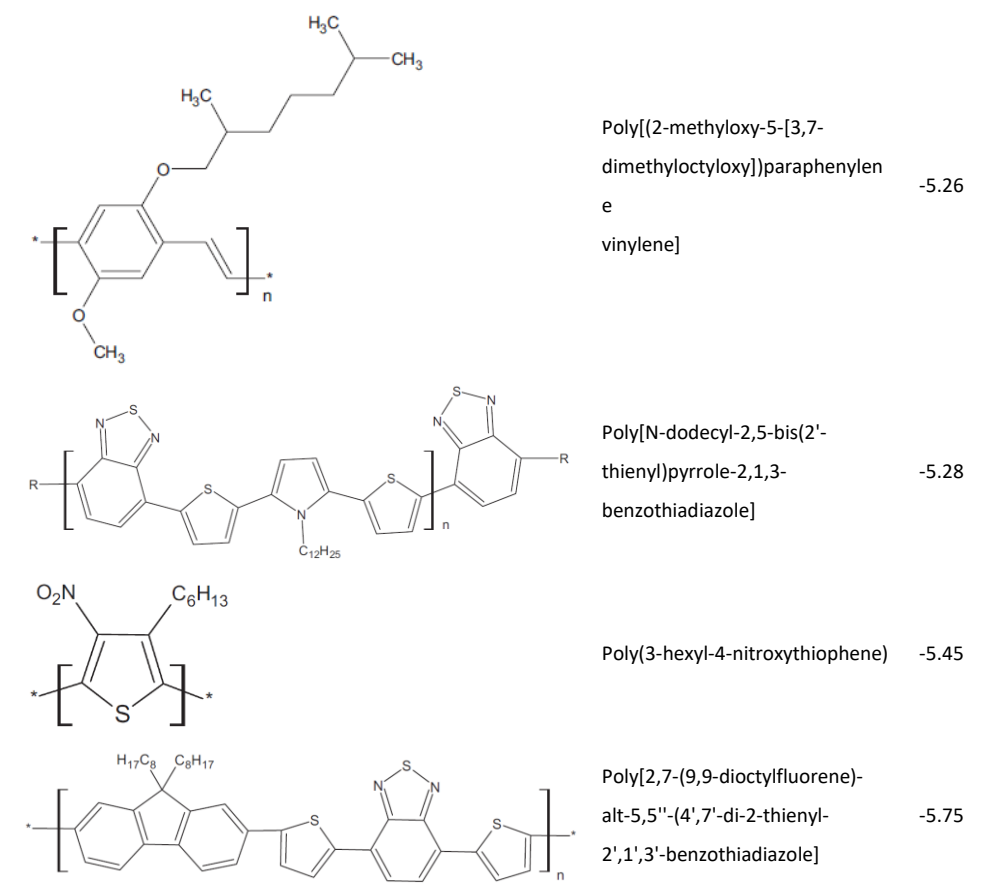 H₃C
CH₃
H₃C
O
Poly[(2-methyloxy-5-[3,7-
dimethyloctyloxy])paraphenylen
e
vinylene]
-5.26
*
*
n
O
CH₃
S
N
N
S
N
N
R
R
S
N
S
n
C₁₂H₂₅
Poly[N-dodecyl-2,5-bis(2'-
thienyl)pyrrole-2,1,3-
benzothiadiazole]
-5.28
O₂N
C₆H₁₃
*
*
S
Poly(3-hexyl-4-nitroxythiophene)
-5.45
H₁₇C₈
C₈H₁₇
S
N
N
*
S
S
*
n
Poly[2,7-(9,9-dioctylfluorene)-
alt-5,5''-(4',7'-di-2-thienyl-
2',1',3'-benzothiadiazole]
-5.75